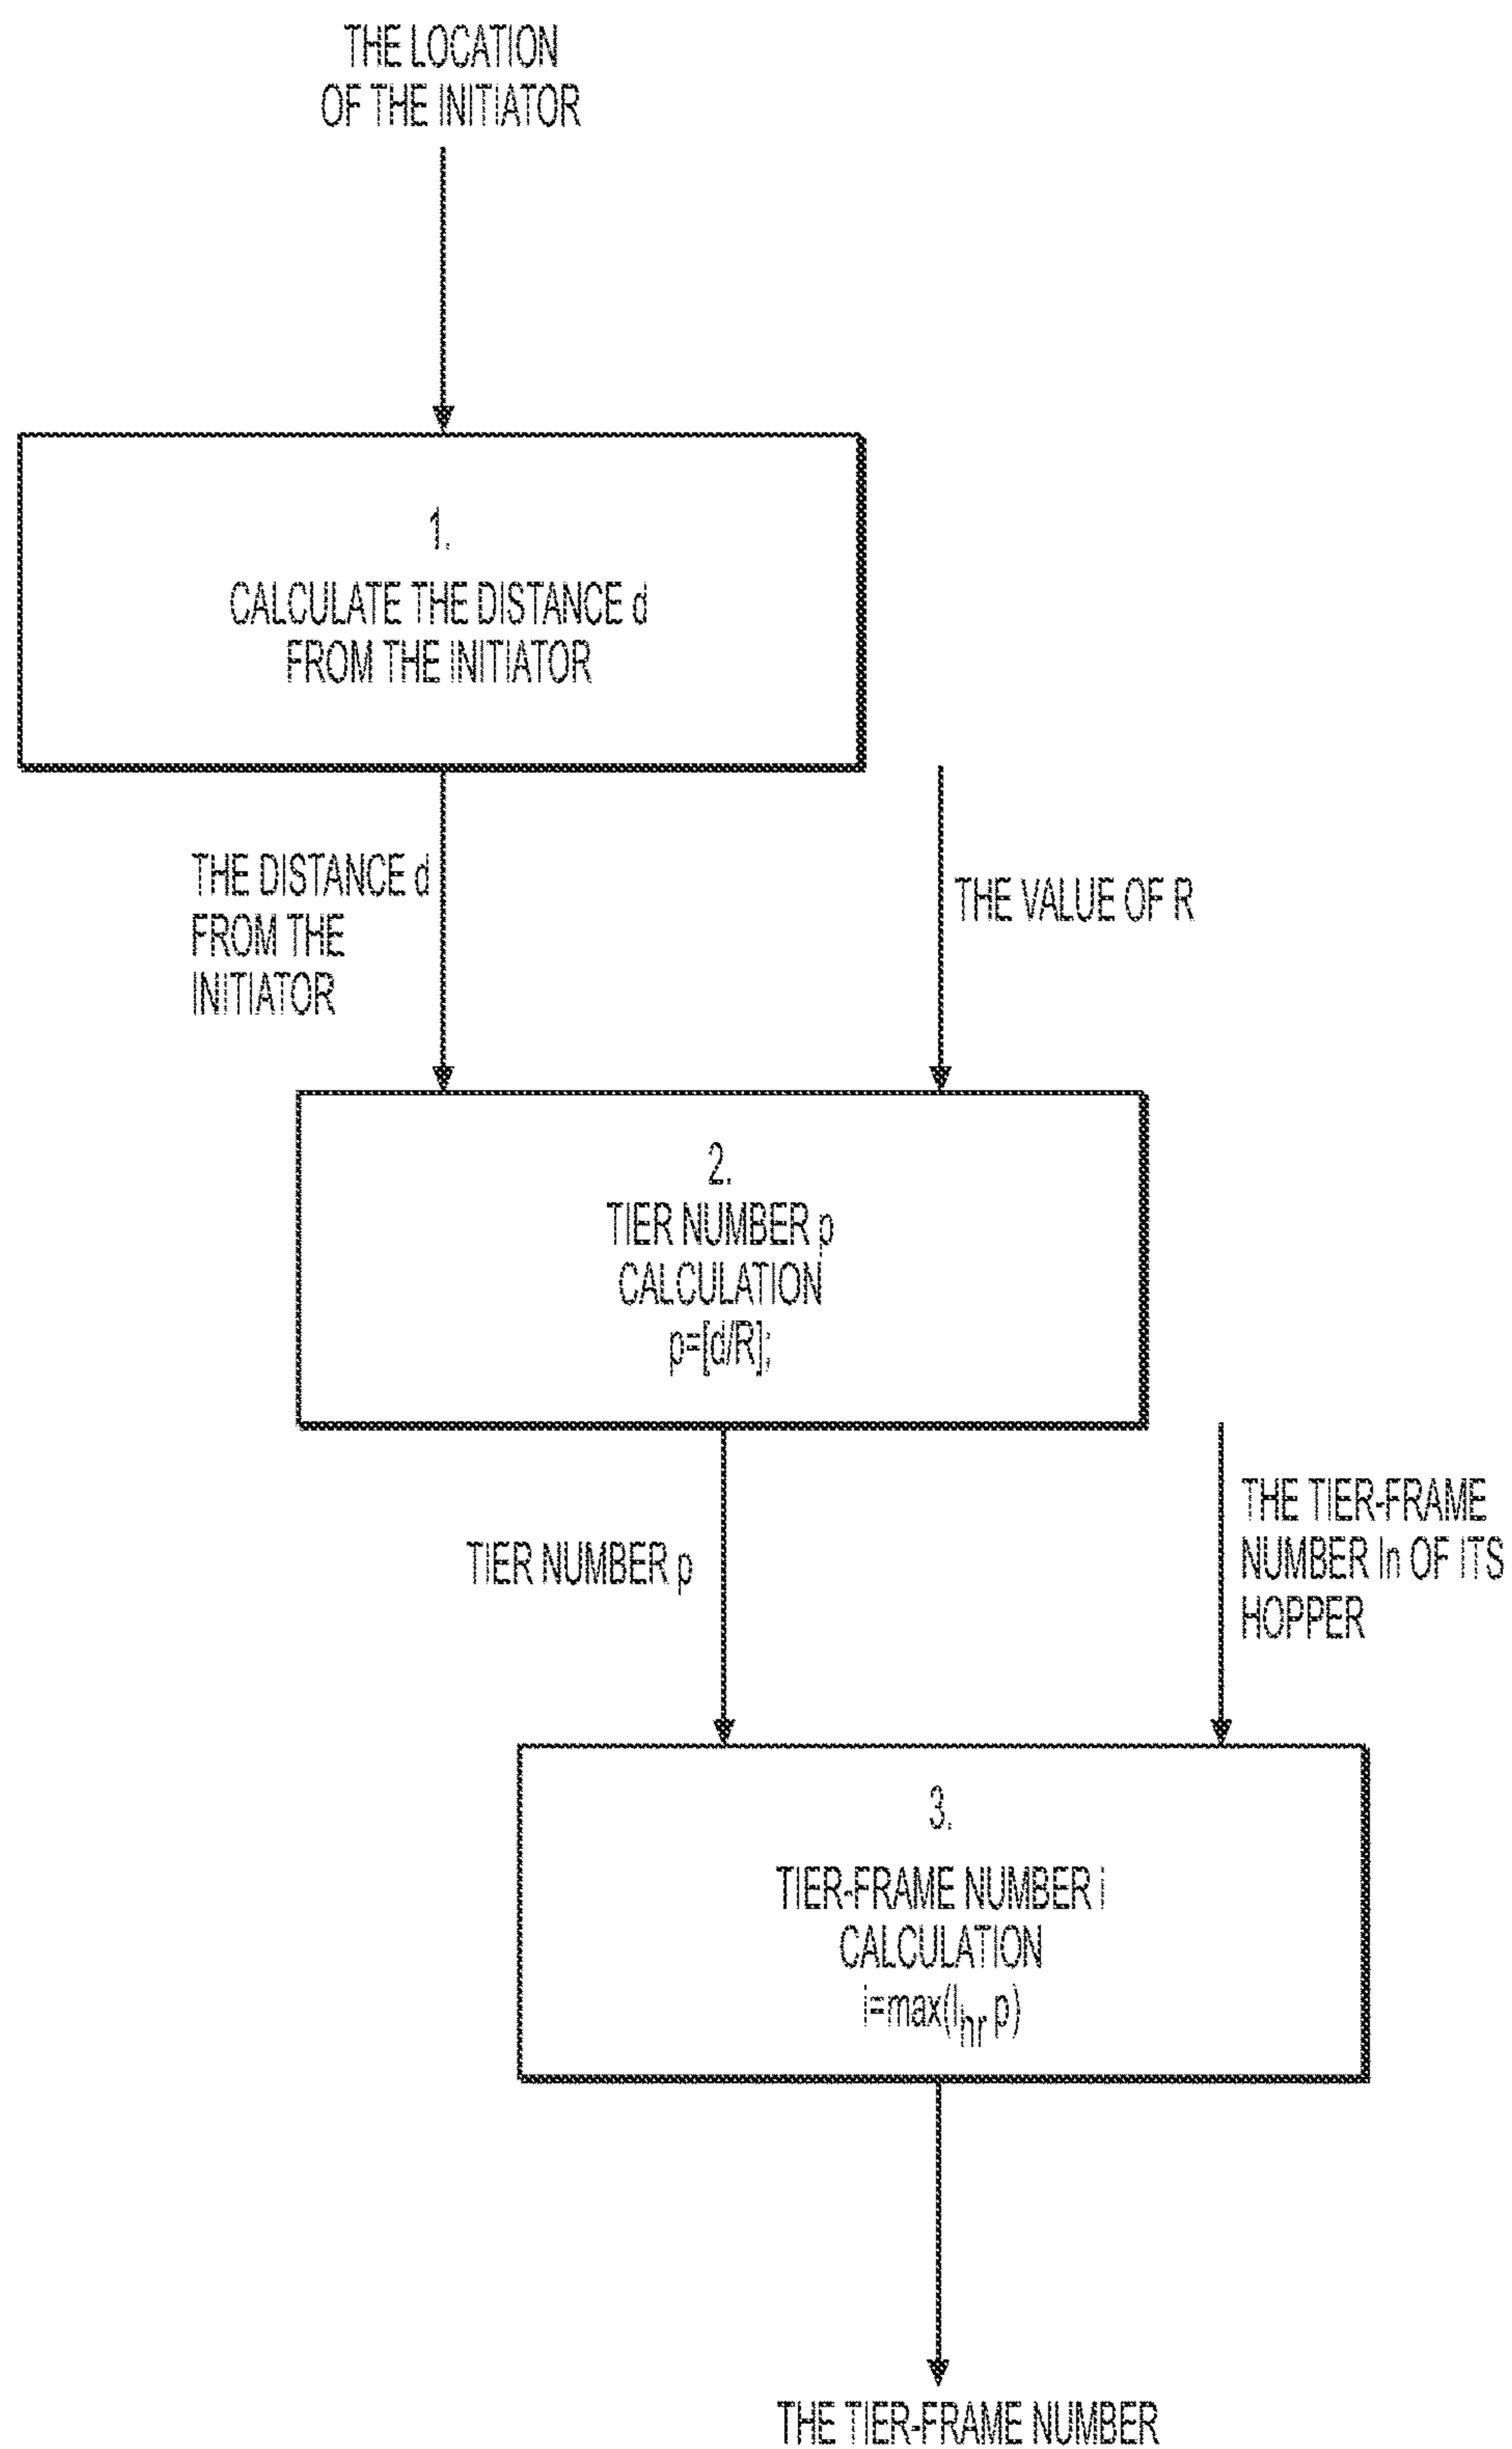 THE LOCATION
OF THE INITIATOR
1.
CALCULATE THE DISTANCE d
FROM THE INITIATOR
THE DISTANCE d
FROM THE
INITIATOR
THE VALUE OF R
2.
TIER NUMBER p
CALCULATION
p=[d/R];
TIER NUMBER p
THE TIER-FRAME
NUMBER In OF ITS
HOPPER
3.
TIER-FRAME NUMBER i
CALCULATION
i=max(I_hr p)
THE TIER-FRAME NUMBER